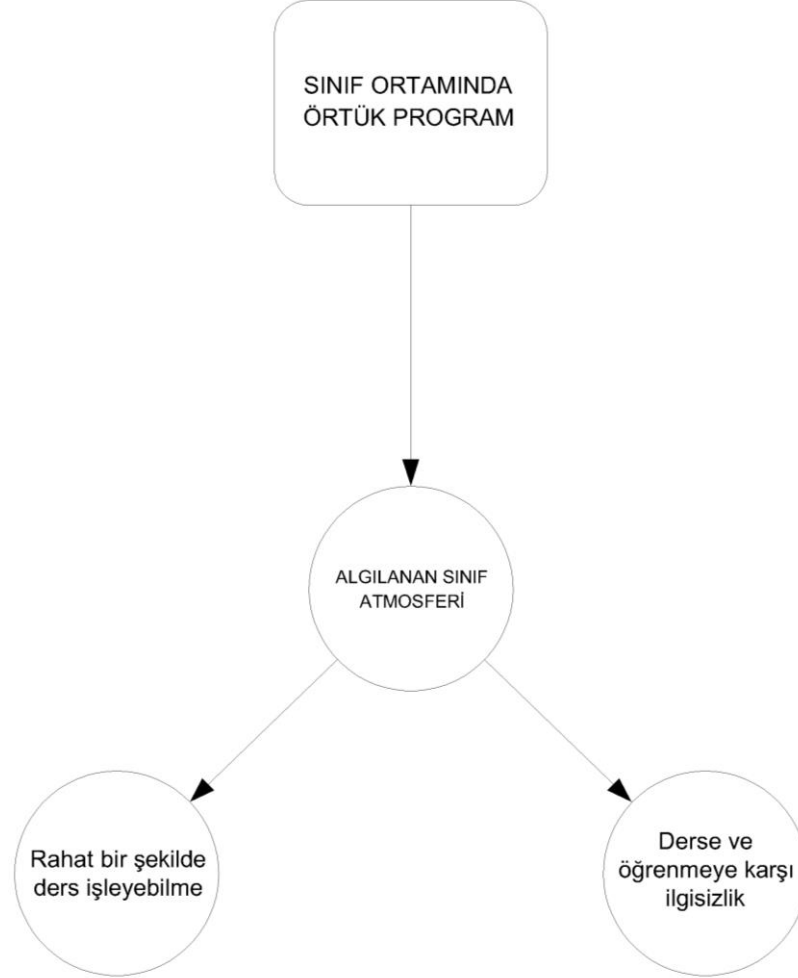 SINIF ORTAMINDA
ÖRTÜK PROGRAM
ALGILANAN SINIF
ATMOSFERİ
Rahat bir şekilde
ders işleyebilme
Derse ve
öğrenmeye karşı
ilgisizlik